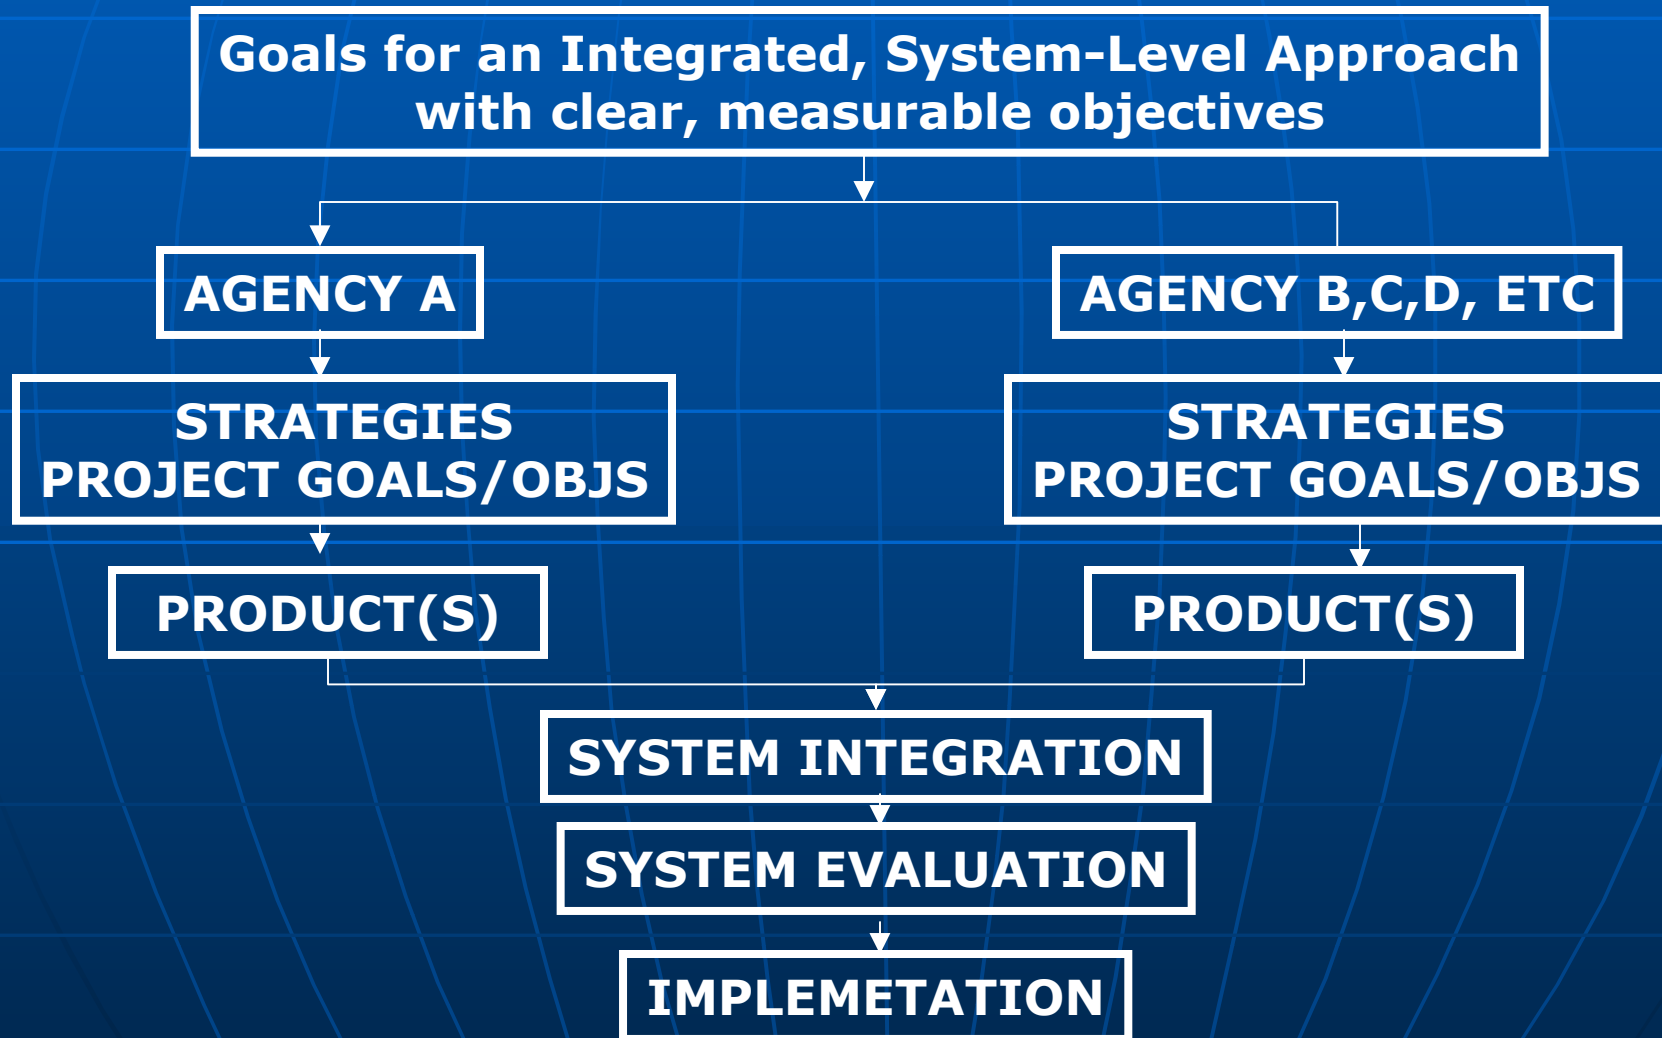 Goals for an Integrated, System-Level Approach
with clear, measurable objectives
AGENCY A
AGENCY B,C,D, ETC
STRATEGIES
PROJECT GOALS/OBJS
STRATEGIES
PROJECT GOALS/OBJS
PRODUCT(S)
PRODUCT(S)
SYSTEM INTEGRATION
SYSTEM EVALUATION
IMPLEMETATION